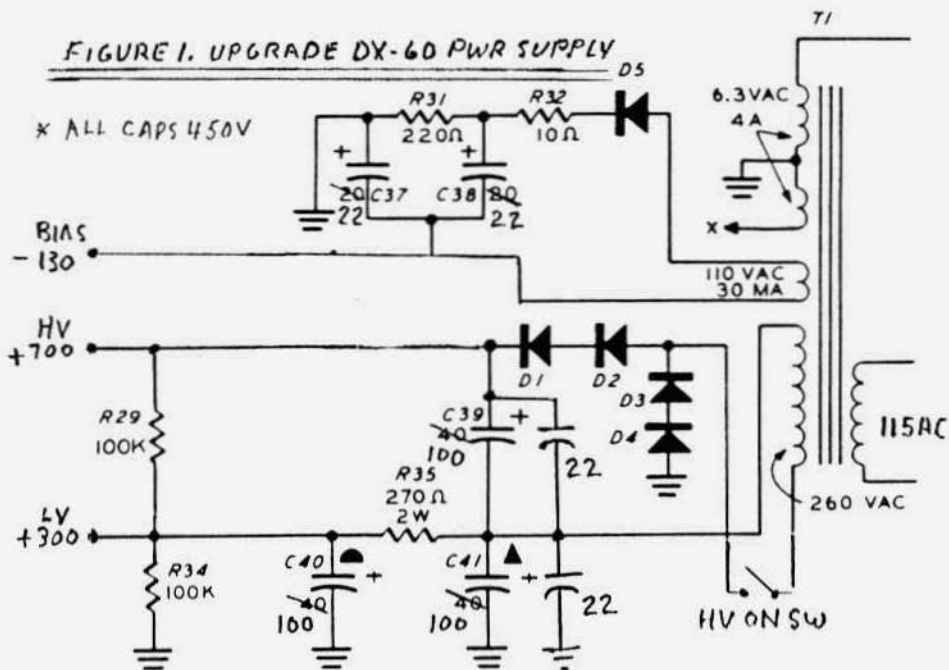 FIGURE 1. UPGRADE DX-60 PWR SUPPLY
* ALL CAPS 450V
T1
D5
R31
220Ω
R32
10Ω
6.3VAC
4A
+
20 C37
22
+
C38 80
22
X
BIAS
-130
110 VAC
30 MA
HV
+700
D1
D2
D3
D4
R29
100K
C39
40
100
+
22
115AC
R35
270Ω
2W
260 VAC
LV
+300
R34
100K
C40
+
40
100
C41
+
40
100
22
HV ON SW